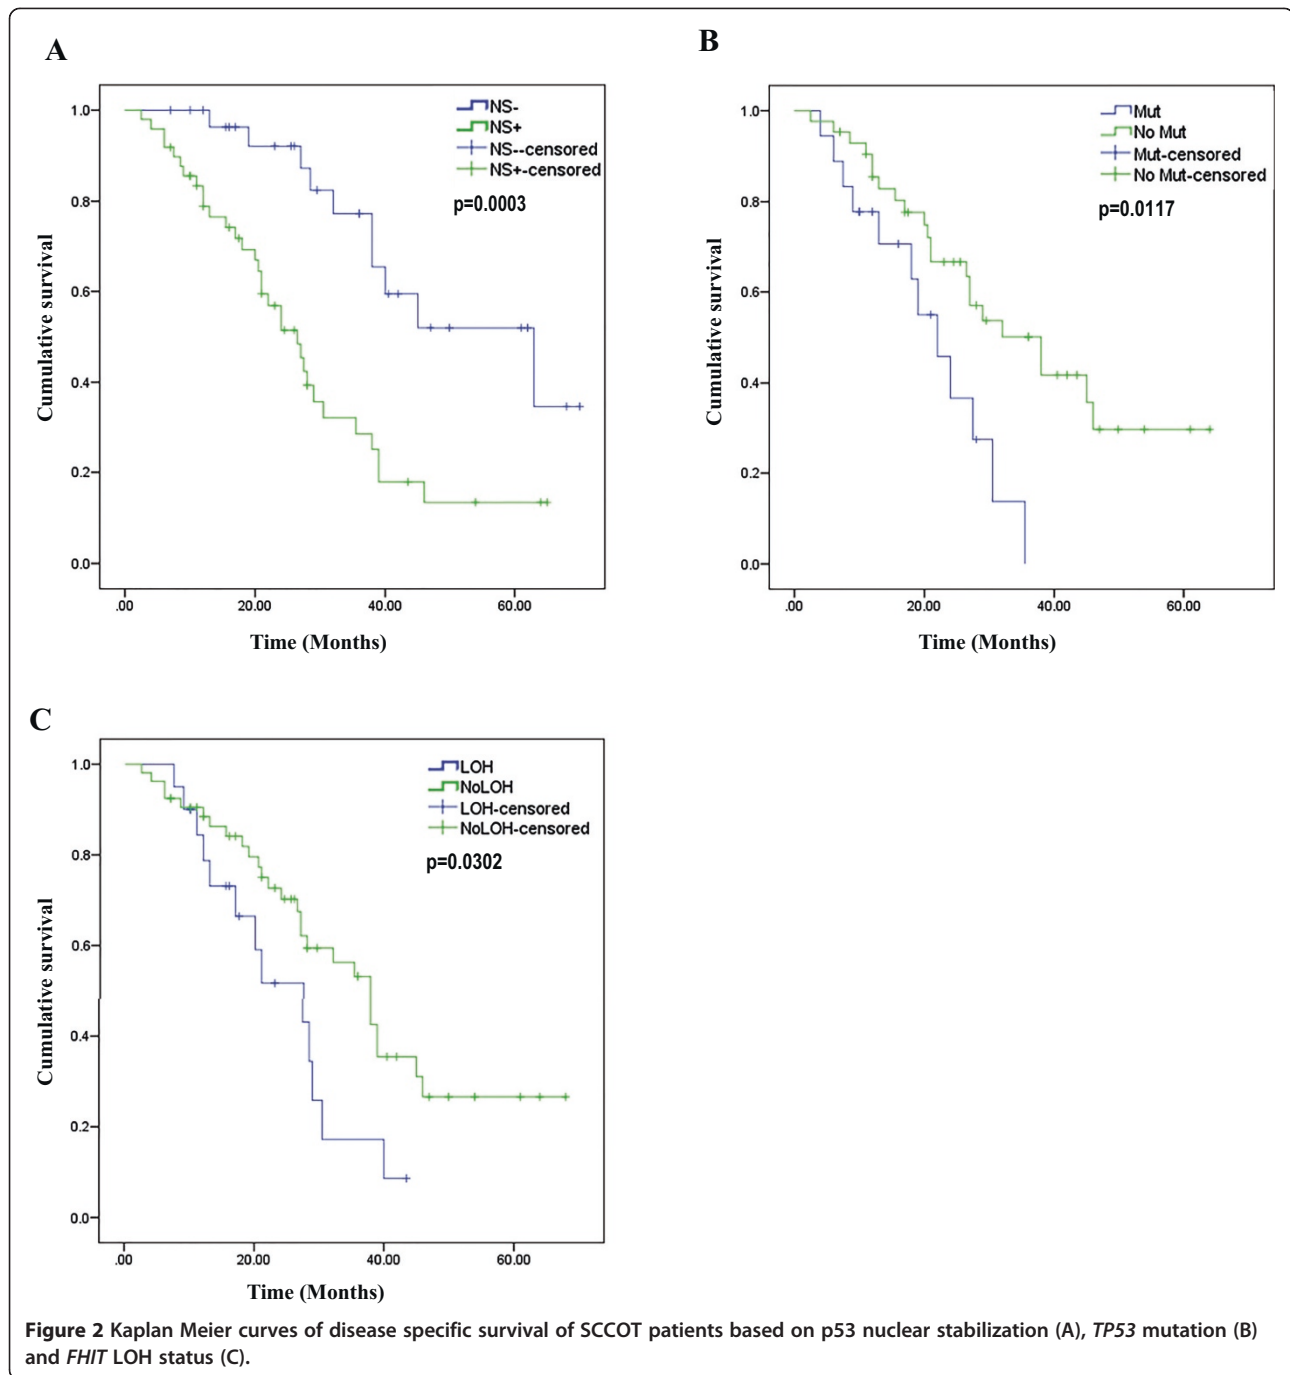 A
1.0
0.8
0.6
0.4
0.2
0.0
Cumulative survival
NS-
NS+
NS--censored
NS+-censored
p=0.0003
.00 20.00 40.00 60.00
Time (Months)
B
1.0
0.8
0.6
0.4
0.2
0.0
Cumulative survival
Mut
No Mut
Mut-censored
No Mut-censored
p=0.0117
.00 20.00 40.00 60.00
Time (Months)
C
1.0
0.8
0.6
0.4
0.2
0.0
Cumulative survival
LOH
NoLOH
LOH-censored
NoLOH-censored
p=0.0302
.00 20.00 40.00 60.00
Time (Months)
Figure 2 Kaplan Meier curves of disease specific survival of SCCOT patients based on p53 nuclear stabilization (A), TP53 mutation (B)
and FHIT LOH status (C).